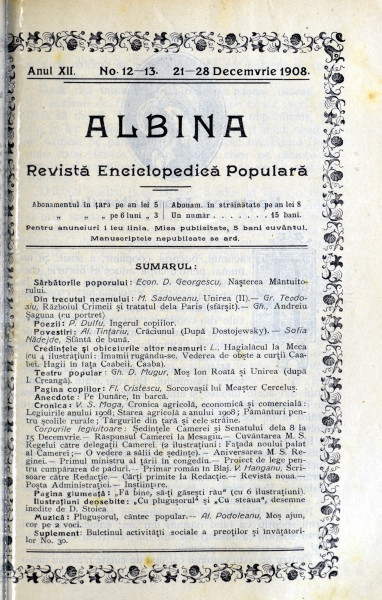 Anul XII. No. 12—13. 21—28 Decemvrie 1908.
ALBINA
Revistă Enciclopedică Populară
Abonamentul în țară pe an lei 5
„ „ pe 6 luni „ 3
Abonam. în străinătate pe an lei 8
Un număr . . . . . . . 15 bani.
Pentru anunciuri 1 leu linia. Mica publicitate, 5 bani cuvântul.
Manuscriptele nepublicate se ard.
SUMARUL:
Sărbătorile poporului: Econ. D. Georgescu, Nașterea Mântuito-
rului.
Din trecutul neamului: M. Sadoveanu, Unirea (II).— Gr. Teodo-
siu, Războiul Crimeii și tratatul dela Paris (sfârșit).— Gh., Andreiu
Șaguna (cu portret)
Poezii: P. Dulfu, Îngerul copiilor.
Povestiri: Al. Tințariu, Crăciunul (După Dostojewsky).— Sofia
Nădejde, Sfântă de bună.
Credințele și obiceiurile altor neamuri: L., Hagialâcul la Meca
(cu 4 ilustrațiuni): Imamii rugându-se. Vederea de obște a curții Caa-
bei. Hagii în fața Caabeii. Caaba).
Teatru popular: Gh. D. Mugur, Moș Ion Roată și Unirea (după
I. Creangă).
Pagina copiilor: Fl. Cristescu, Sorcovașii lui Meașter Cerceluș.
Anecdote: Pe Dunăre, în barcă.
Cronica: V. S. Moga, Cronica agricolă, economică și comercială:
Legiuirile anului 1908; Starea agricolă a anului 1908; Pământuri pen-
tru școlile rurale; Târgurile din țară și cele străine.
Corpurile legiuitoare: Ședințele Camerei și Senatului dela 8 la
15 Decemvrie.— Răspunsul Camerei la Mesagiu.— Cuvântarea M. S.
Regelui către delegații Camerei (2 ilustrațiuni: Fațada noului palat
al Camerei;— O vedere a sălii de ședințe).— Aniversarea M. S. Re-
ginei.— Primul ministru al țării în congediu.— Proiect de lege pen-
tru cumpărarea de păduri.— Primar român în Blaj. V. Hanganu, Scri-
soare către Redacție.— Cărți primite la Redacție.— Revistă nouă.—
Poșta Administrației.— Înștiințare.
Pagina glumeață: „Fă bine, să-ți găsești rău" (cu 6 ilustrațiuni).
Ilustrațiuni deosebite: „Cu plugușorul" și „Cu steaua", desemne
inedite de D. Stoica
Muzică: Plugușorul, cântec popular.— Al. Podoleanu, Moș ajun,
cor pe 2 voci.
Supliment: Buletinul activității sociale a preoților și învățătorii-
lor No. 30.